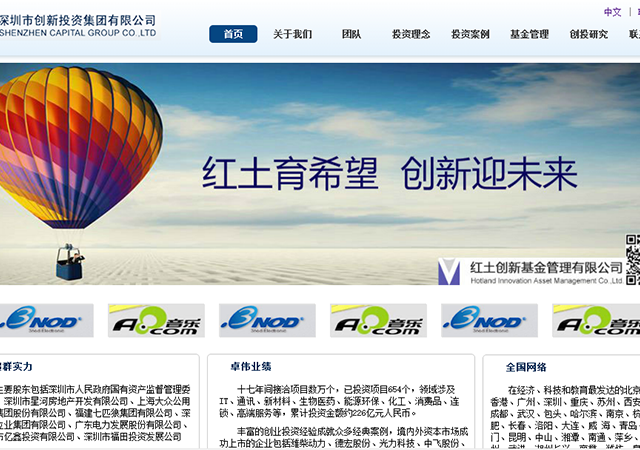 深圳市创新投资集团有限公司
SHENZHEN CAPITAL GROUP CO.,LTD
中文 |
首页 关于我们 团队 投资理念 投资案例 基金管理 创投研究 联
红土育希望 创新迎未来
红土创新基金管理有限公司
Hotland Innovation Asset Management Co.,Ltd.
BNOD Shed Electronics A8.com 音乐 BNOD Shed Electronics A8.com 音乐 BNOD Shed Electronics A8.com 音乐
群实力
主要股东包括深圳市人民政府国有资产监督管理委
深圳市星河房地产开发有限公司、上海大众公用
集团股份有限公司、福建七匹狼集团有限公司、深
业集团有限公司、广东电力发展股份有限公司、
亿鑫投资有限公司、深圳市福田投资发展公司
卓伟业绩
十七年间接洽项目数万个，已投资项目654个，领域涉及
IT、通讯、新材料、生物医药、能源环保、化工、消费品、连
锁、高端服务等，累计投资金额约226亿元人民币。
丰富的创业投资经验成就众多经典案例，境内外资本市场成
功上市的企业包括潍柴动力、德宏股份、光力科技、中飞股份、
全国网络
在经济、科技和教育最发达的北京
香港、广州、深圳、重庆、苏州、西安
成都、武汉、包头、哈尔滨、南京、杭
肥、长春、洛阳、大连、威海、青岛、
门、昆明、中山、湘潭、南通、萍乡、